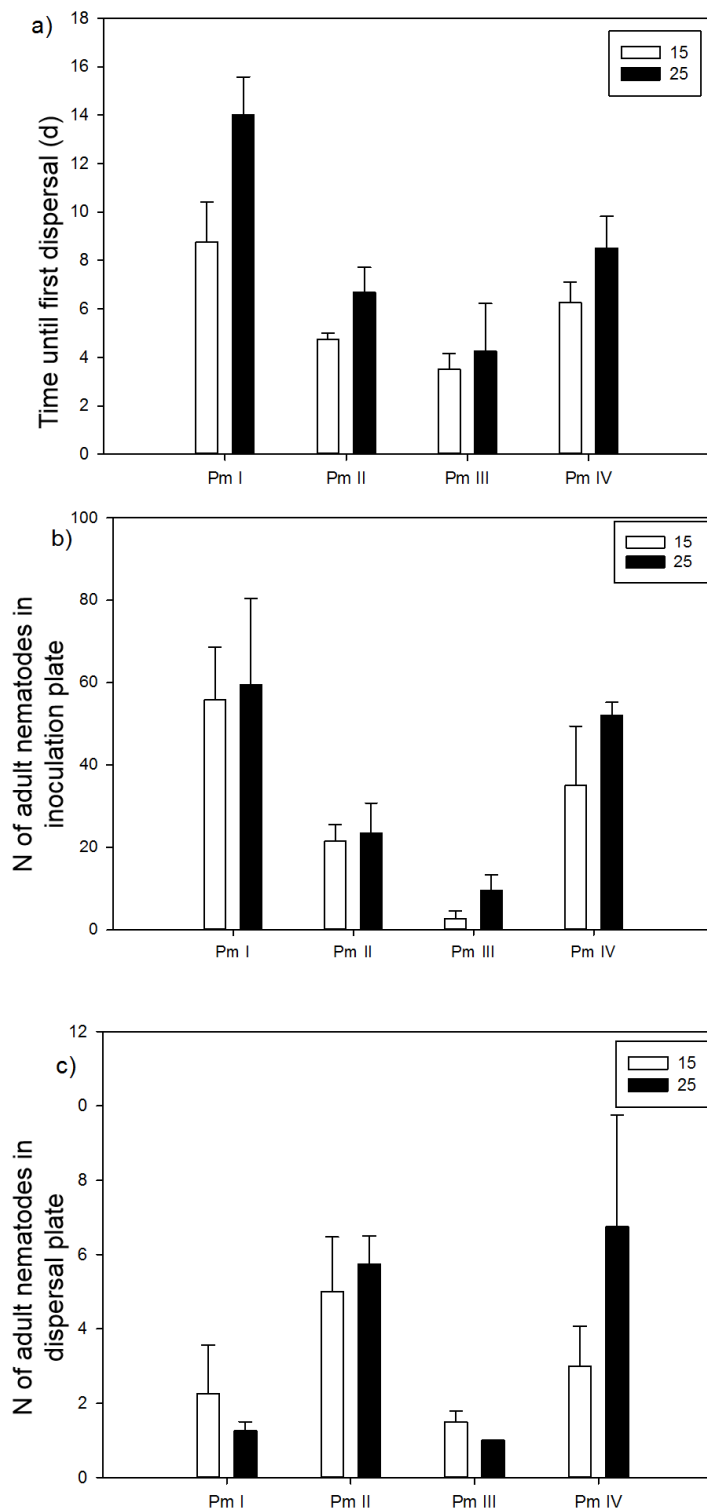 a)
Time until first dispersal (d)
18
16
14
12
10
8
6
4
2
0
15
25
Pm I Pm II Pm III Pm IV
b)
N of adult nematodes in
inoculation plate
100
80
60
40
20
0
15
25
Pm I Pm II Pm III Pm IV
c)
N of adult nematodes in
dispersal plate
12
0
8
6
4
2
0
15
25
Pm I Pm II Pm III Pm IV